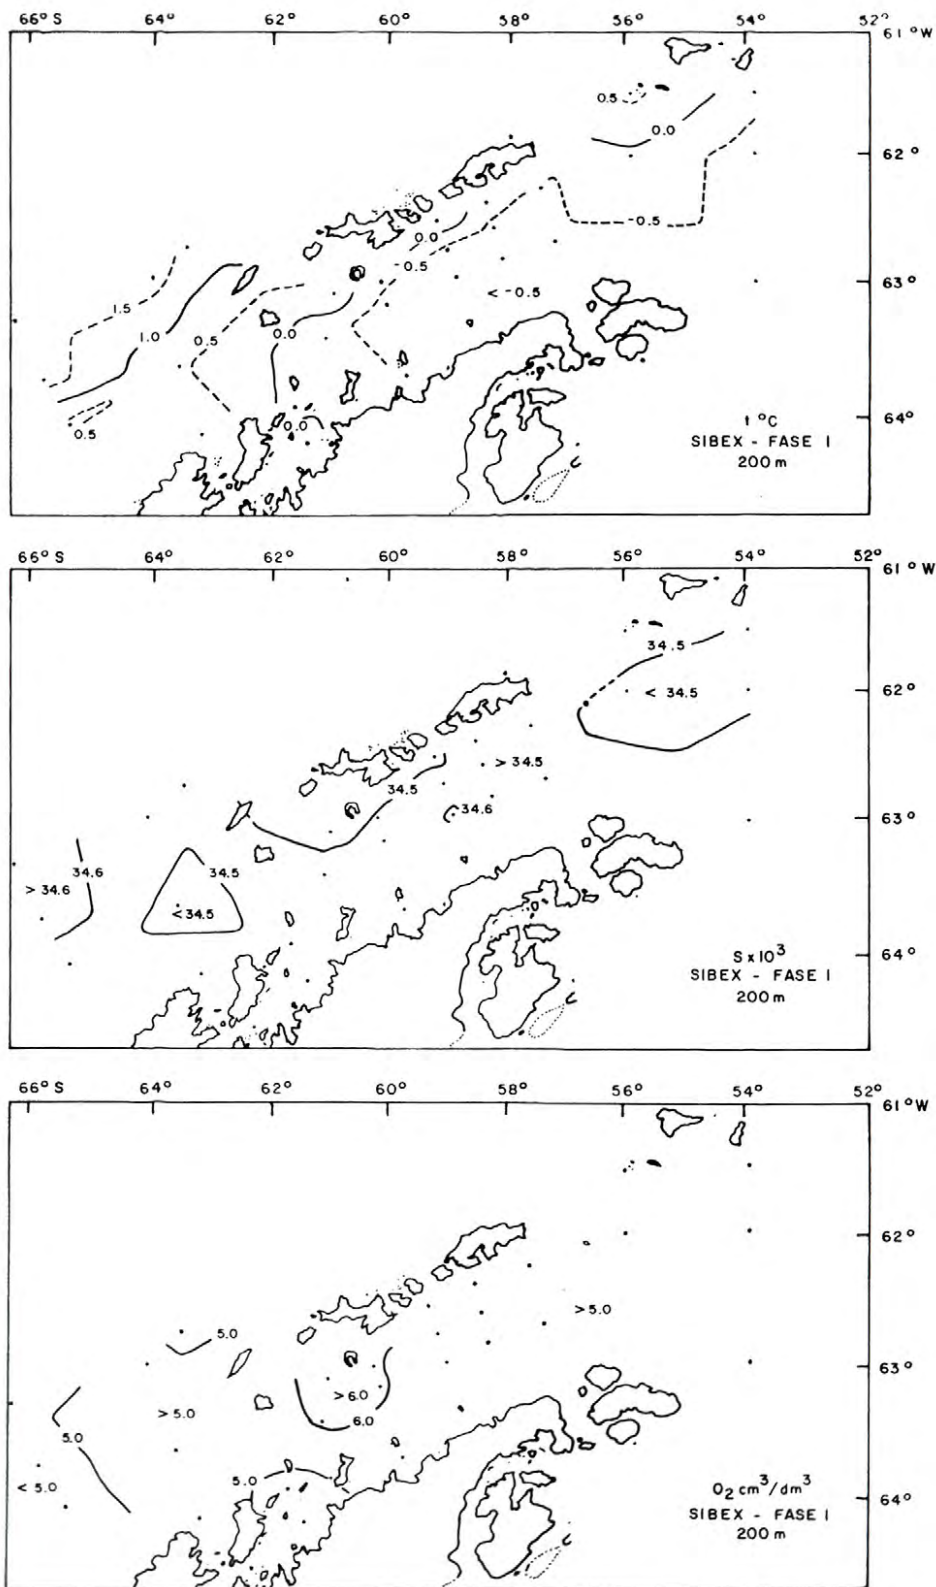 66° S 64° 62° 60° 58° 56° 54° 52°
61° W
0.5
0.0
62°
-0.5
0.0
-0.5
63°
< -0.5
1.5
1.0
0.5
0.0
0.5
0.0
64°
t °C
SIBEX - FASE I
200 m
66° S 64° 62° 60° 58° 56° 54° 52°
61° W
34.5
< 34.5
62°
> 34.5
34.5
34.6
63°
34.6
> 34.6
34.5
< 34.5
64°
S x 10³
SIBEX - FASE I
200 m
66° S 64° 62° 60° 58° 56° 54° 52°
61° W
62°
> 5.0
5.0
63°
> 6.0
6.0
> 5.0
5.0
< 5.0
5.0
64°
O₂ cm³/dm³
SIBEX - FASE I
200 m